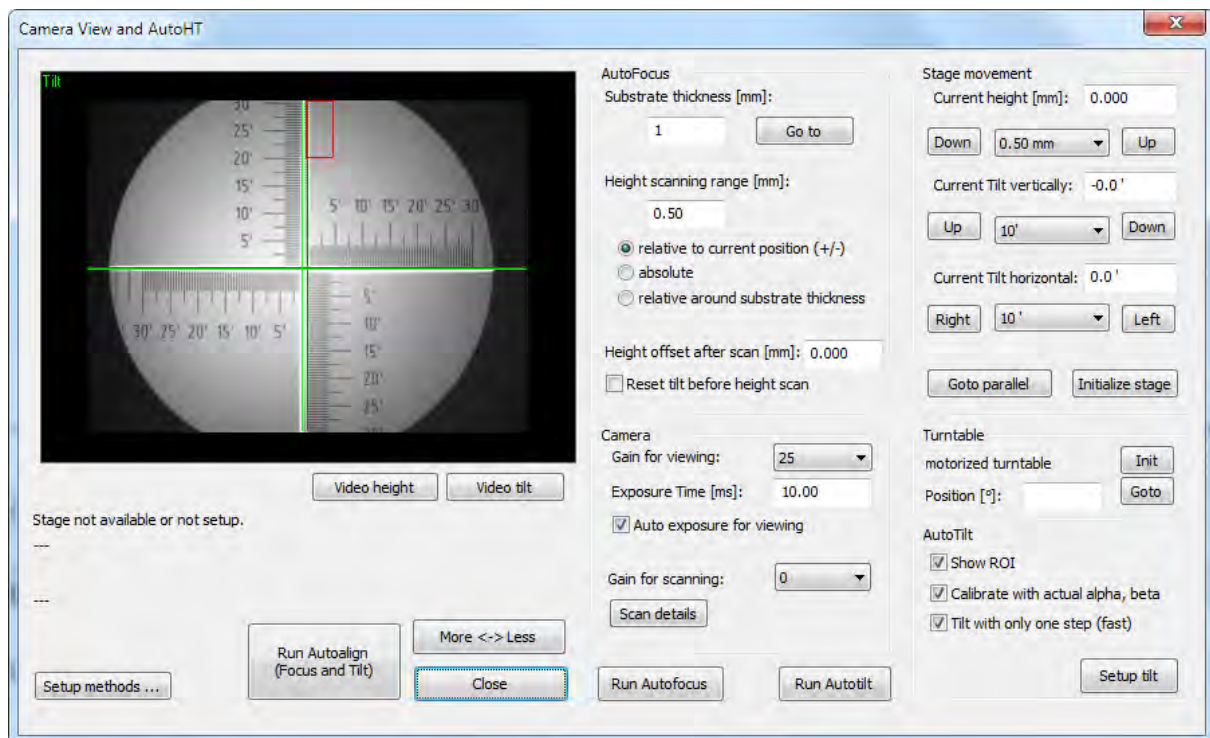 Camera View and AutoHT
x
Tilt
30'
25'
20'
15'
10'
5'
5' 10' 15' 20' 25' 30
30' 25' 20' 15' 10' 5'
5'
10'
15'
20'
25'
Video height Video tilt
Stage not available or not setup.
---
---
Setup methods ...
Run Autoalign
(Focus and Tilt)
More <-> Less
Close
AutoFocus
Substrate thickness [mm]:
1 Go to
Height scanning range [mm]:
0.50
relative to current position (+/-)
absolute
relative around substrate thickness
Height offset after scan [mm]: 0.000
Reset tilt before height scan
Camera
Gain for viewing: 25
Exposure Time [ms]: 10.00
Auto exposure for viewing
Gain for scanning: 0
Scan details
Run Autofocus Run Autotilt
Stage movement
Current height [mm]: 0.000
Down 0.50 mm Up
Current Tilt vertically: -0.0 '
Up 10' Down
Current Tilt horizontal: 0.0 '
Right 10 ' Left
Goto parallel Initialize stage
Turntable
motorized turntable Init
Position [º]: Goto
AutoTilt
Show ROI
Calibrate with actual alpha, beta
Tilt with only one step (fast)
Setup tilt